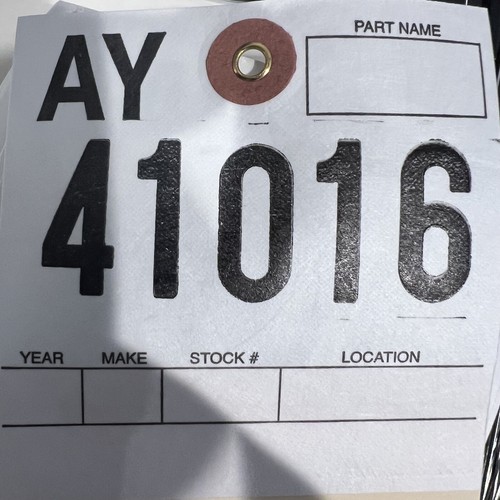 AY
PART NAME
41016
YEAR MAKE STOCK # LOCATION